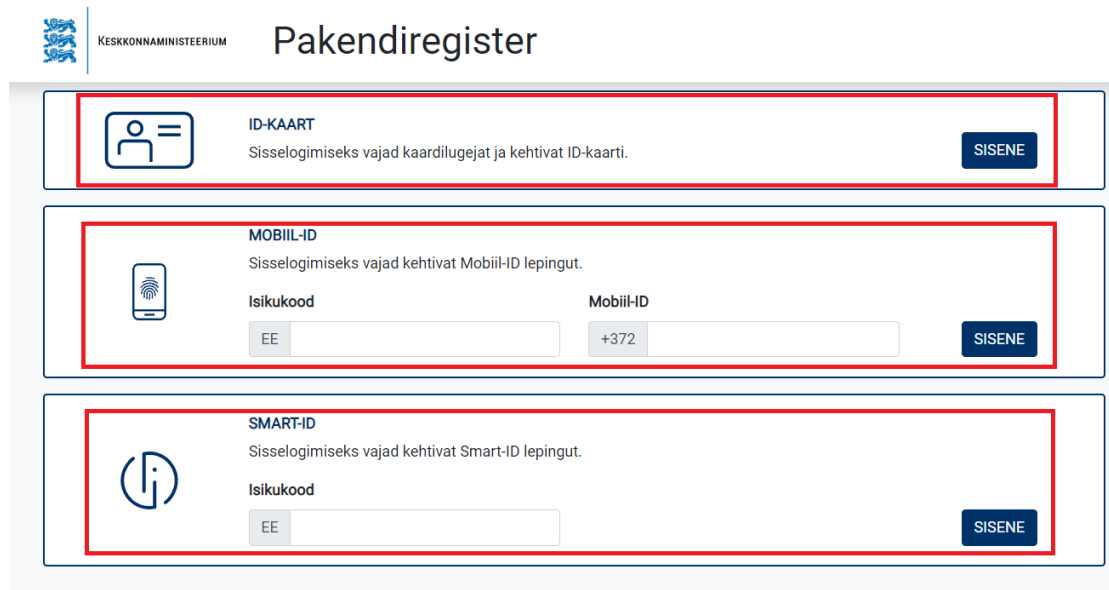 KESKKONNAMINISTEERIUM
Pakendiregister
ID-KAART
Sisselogimiseks vajad kaardilugejat ja kehtivat ID-kaarti.
SISENE
MOBIIL-ID
Sisselogimiseks vajad kehtivat Mobiil-ID lepingut.
Isikukood Mobiil-ID
EE +372 SISENE
SMART-ID
Sisselogimiseks vajad kehtivat Smart-ID lepingut.
Isikukood
EE SISENE